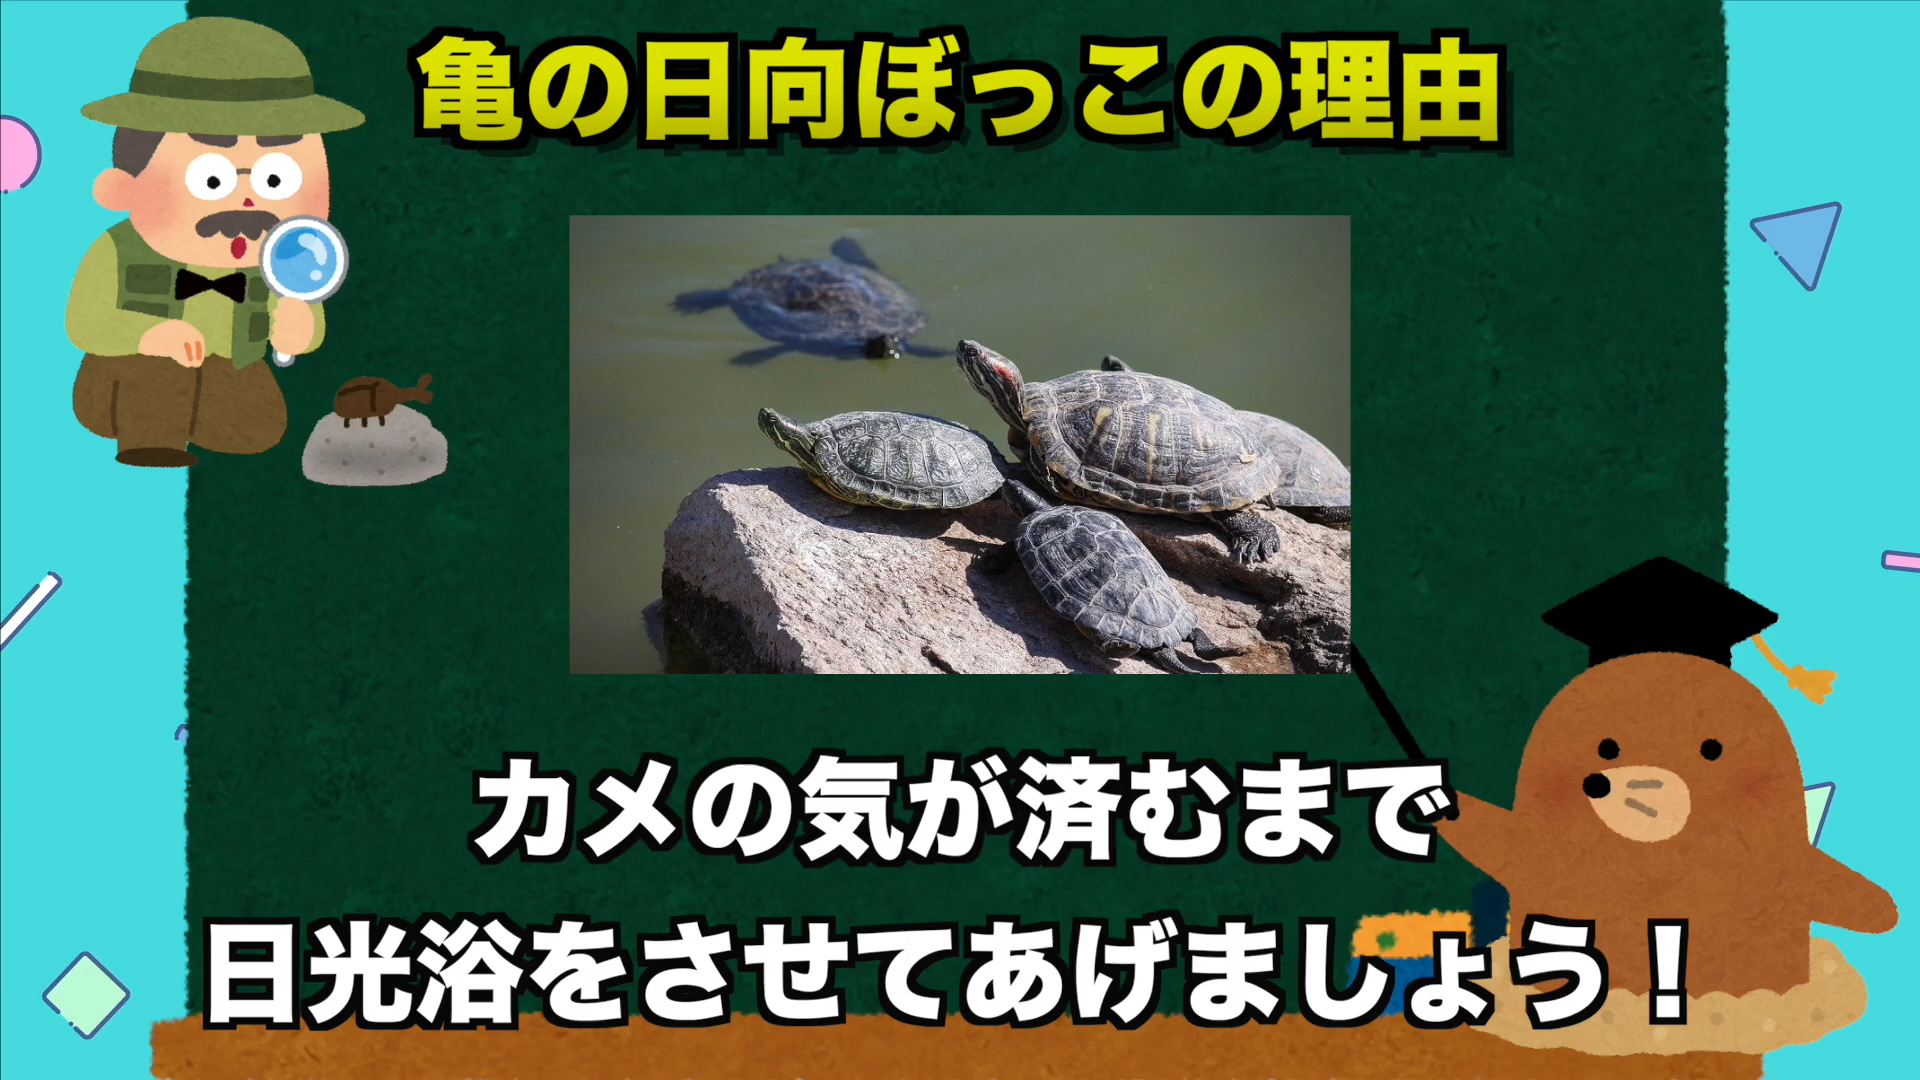 亀の日向ぼっこの理由
カメの気が済むまで
日光浴をさせてあげましょう！